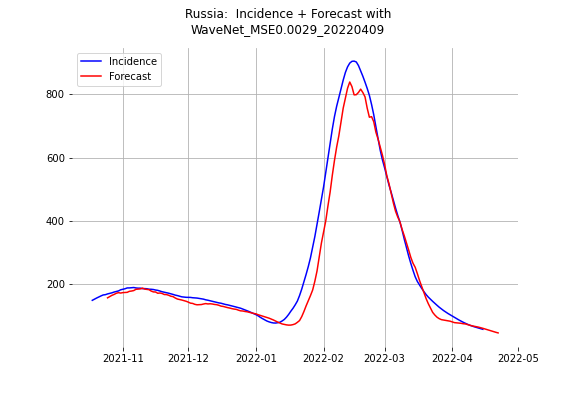 Russia:  Incidence + Forecast with
WaveNet_MSE0.0029_20220409
Incidence
Forecast
800
600
400
200
2021-11 2021-12 2022-01 2022-02 2022-03 2022-04 2022-05